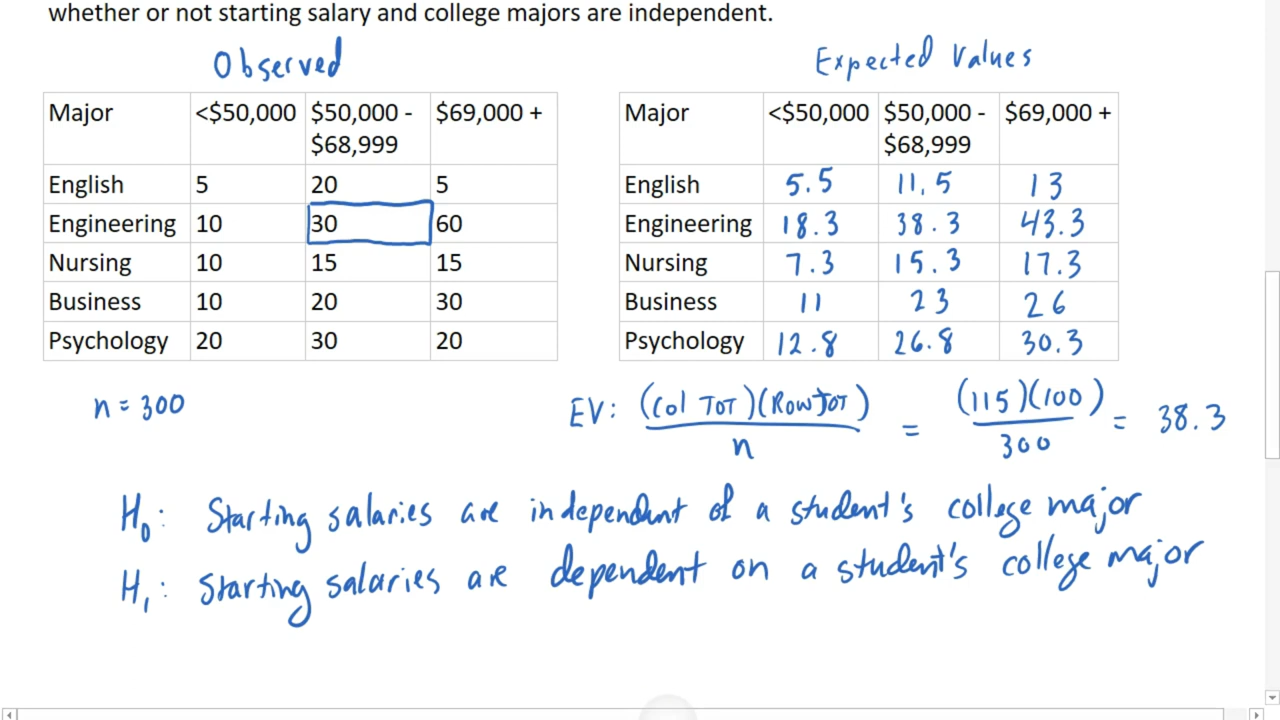 whether or not starting salary and college majors are independent.
Observed
Expected Values
Major <$50,000 $50,000 - $68,999 $69,000 +
English 5 20 5
Engineering 10 30 60
Nursing 10 15 15
Business 10 20 30
Psychology 20 30 20
Major <$50,000 $50,000 - $68,999 $69,000 +
English 5.5 11.5 13
Engineering 18.3 38.3 43.3
Nursing 7.3 15.3 17.3
Business 11 23 26
Psychology 12.8 26.8 30.3
n = 300
EV: (Col TOT)(Row TOT) / n = (115)(100) / 300 = 38.3
H₀: Starting salaries are independent of a student's college major
H₁: Starting salaries are dependent on a student's college major